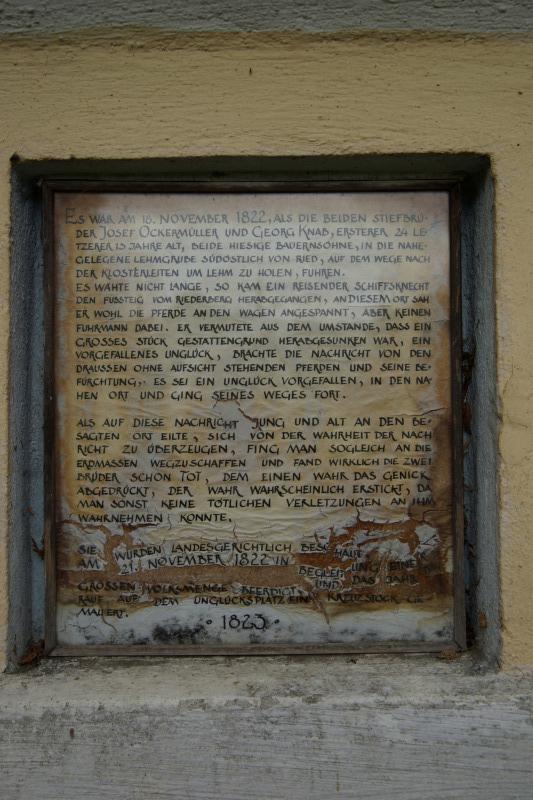 ES WAR AM 18. NOVEMBER 1822, ALS DIE BEIDEN STIEFBRÜ-
DER JOSEF OCKERMÜLLER UND GEORG KNAB, ERSTERER 24 LE
TZERER 13 JAHRE ALT, BEIDE HIESIGE BAUERNSÖHNE, IN DIE NAHE-
GELEGENE LEHMGRUBE SÜDÖSTLICH VON RIED, AUF DEM WEGE NACH
DER KLOSTERLEITEN UM LEHM ZU HOLEN, FUHREN.
ES WÄHTE NICHT LANGE, SO KAM EIN REISENDER SCHIFFSKNECHT
DEN FUBSTEIG VOM RIEDERBERG HERABGEGANGEN, AN DIESEM ORT SAH
ER WOHL DIE PFERDE AN DEN WAGEN ANGESPANNT, ABER KEINEN
FUHRMANN DABEI. ER VERMUTETE AUS DEM UMSTANDE, DASS EIN
GROSSES STÜCK GESTATTENGRUND HERABGESUNKEN WAR, EIN
VORGEFALLENES UNGLÜCK, BRACHTE DIE NACHRICHT VON DEN
DRAUSSEN OHNE AUFSICHT STEHENDEN PFERDEN UND SEINE BE-
FÜRCHTUNG, ES SEI EIN UNGLÜCK VORGEFALLEN, IN DEN NA-
HEN ORT UND GING SEINES WEGES FORT.
ALS AUF DIESE NACHRICHT JUNG UND ALT AN DEN BE-
SAGTEN ORT EILTE, SICH VON DER WAHRHEIT DER NACH
RICHT ZU ÜBERZEUGEN, FING MAN SOGLEICH AN DIE
ERDMASSEN WEGZUSCHAFFEN UND FAND WIRKLICH DIE ZWEI
BRÜDER SCHON TOT, DEM EINEN WAHR DAS GENICK
ABGEDRÜCKT, DER WAHR WAHRSCHEINLICH ERSTICKT, DA
MAN SONST KEINE TÖTLICHEN VERLETZUNGEN AN IHM
WAHRNEHMEN KONNTE.
SIE WURDEN LANDESGERICHTLICH BESCHAUT
AM 21. NOVEMBER 1822 IN BEGLEITUNG EINER
GROSSEN VOLKSMENGE BEERDIGT UND DAS JAHR
RAUF AUF DEM UNGLÜCKSPLATZ EIN KREUZSTOCK GE
MAUERT.
• 1823 •